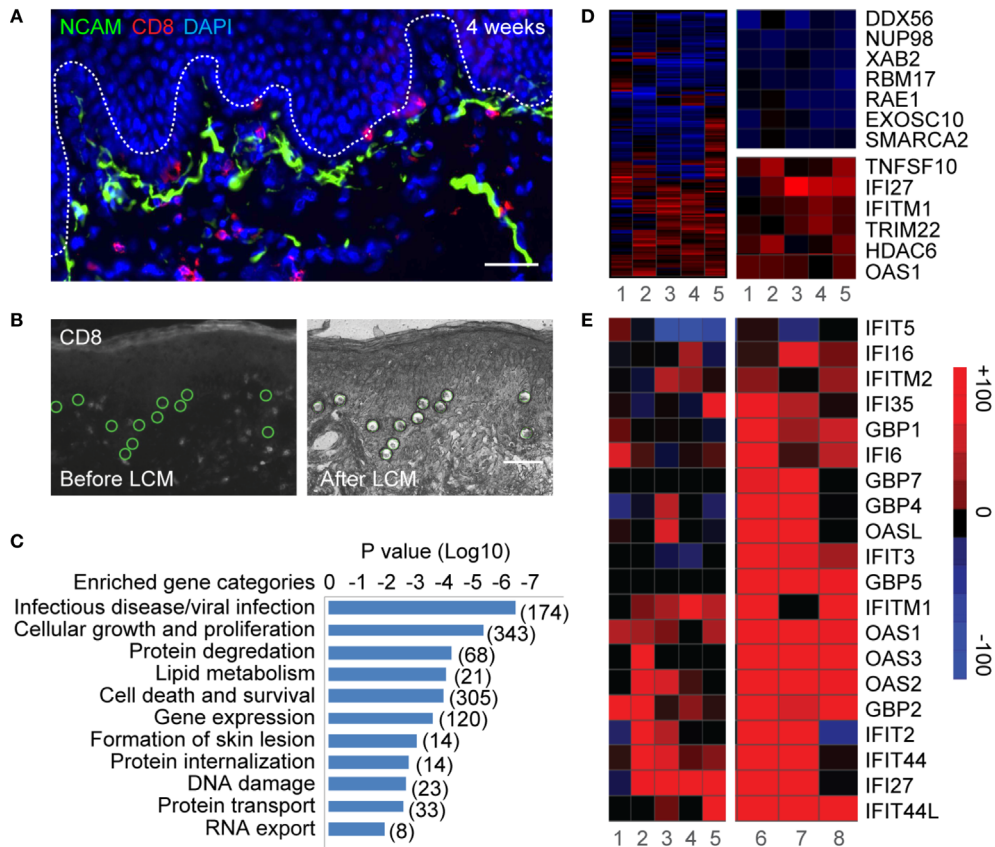 A
NCAM CD8 DAPI
4 weeks
B
CD8
Before LCM
After LCM
C
P value (Log10)
Enriched gene categories
0 -1 -2 -3 -4 -5 -6 -7
Infectious disease/viral infection (174)
Cellular growth and proliferation (343)
Protein degredation (68)
Lipid metabolism (21)
Cell death and survival (305)
Gene expression (120)
Formation of skin lesion (14)
Protein internalization (14)
DNA damage (23)
Protein transport (33)
RNA export (8)
D
DDX56
NUP98
XAB2
RBM17
RAE1
EXOSC10
SMARCA2
TNFSF10
IFI27
IFITM1
TRIM22
HDAC6
OAS1
1 2 3 4 5
1 2 3 4 5
E
IFIT5
IFI16
IFITM2
IFI35
GBP1
IFI6
GBP7
GBP4
OASL
IFIT3
GBP5
IFITM1
OAS1
OAS3
OAS2
GBP2
IFIT2
IFIT44
IFI27
IFIT44L
1 2 3 4 5
6 7 8
+100
0
-100